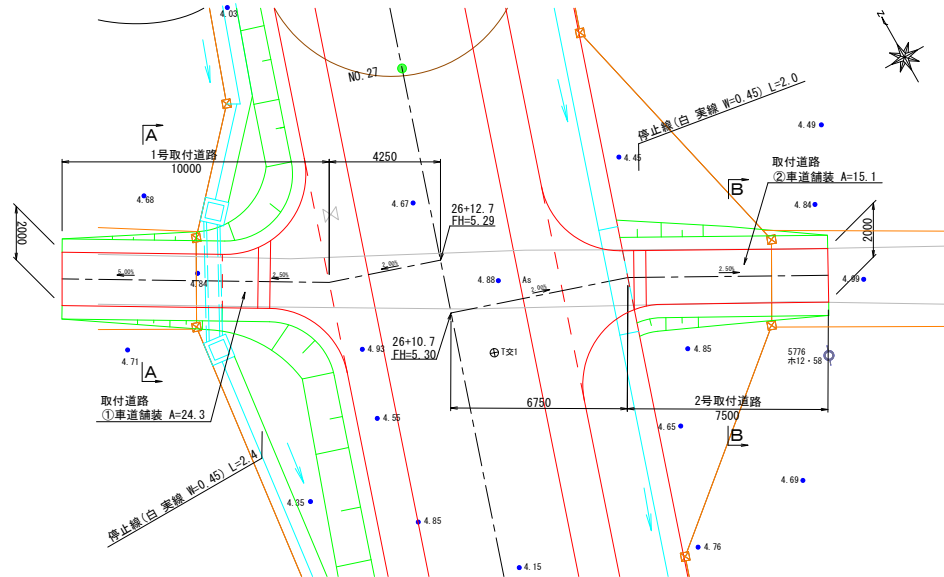 4.03
Z
NO.27
停止線(白 実線 W=0.45) L=2.0
4.49
A
1号取付道路
10000
4250
4.45
取付道路
②車道舗装 A=15.1
B
4.68
4.67
26+12.7
FH=5.29
4.84
2000
2000
5.00%
2.50%
2.00%
4.84
4.88
As
2.00%
2.50%
4.99
26+10.7
FH=5.30
4.93
T交1
4.85
5776
ホ12・58
4.71
A
取付道路
①車道舗装 A=24.3
6750
2号取付道路
7500
4.55
4.65
B
停止線(白 実線 W=0.45) L=2.4
4.35
4.85
4.69
4.76
4.15